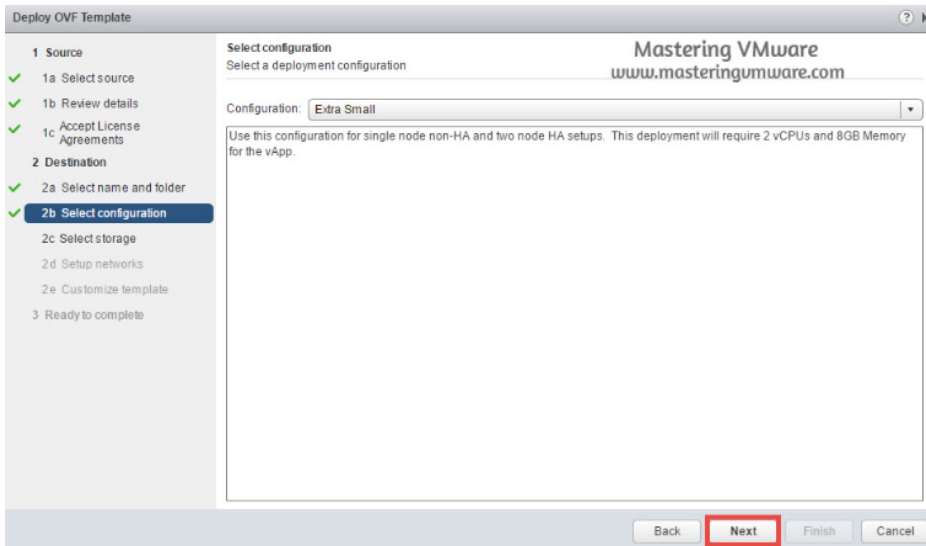 Deploy OVF Template
?
1 Source
1a Select source
1b Review details
1c Accept License
Agreements
2 Destination
2a Select name and folder
2b Select configuration
2c Select storage
2d Setup networks
2e Customize template
3 Ready to complete
Select configuration
Select a deployment configuration
Mastering VMware
www.masteringvmware.com
Configuration: Extra Small
Use this configuration for single node non-HA and two node HA setups. This deployment will require 2 vCPUs and 8GB Memory
for the vApp.
Back Next Finish Cancel